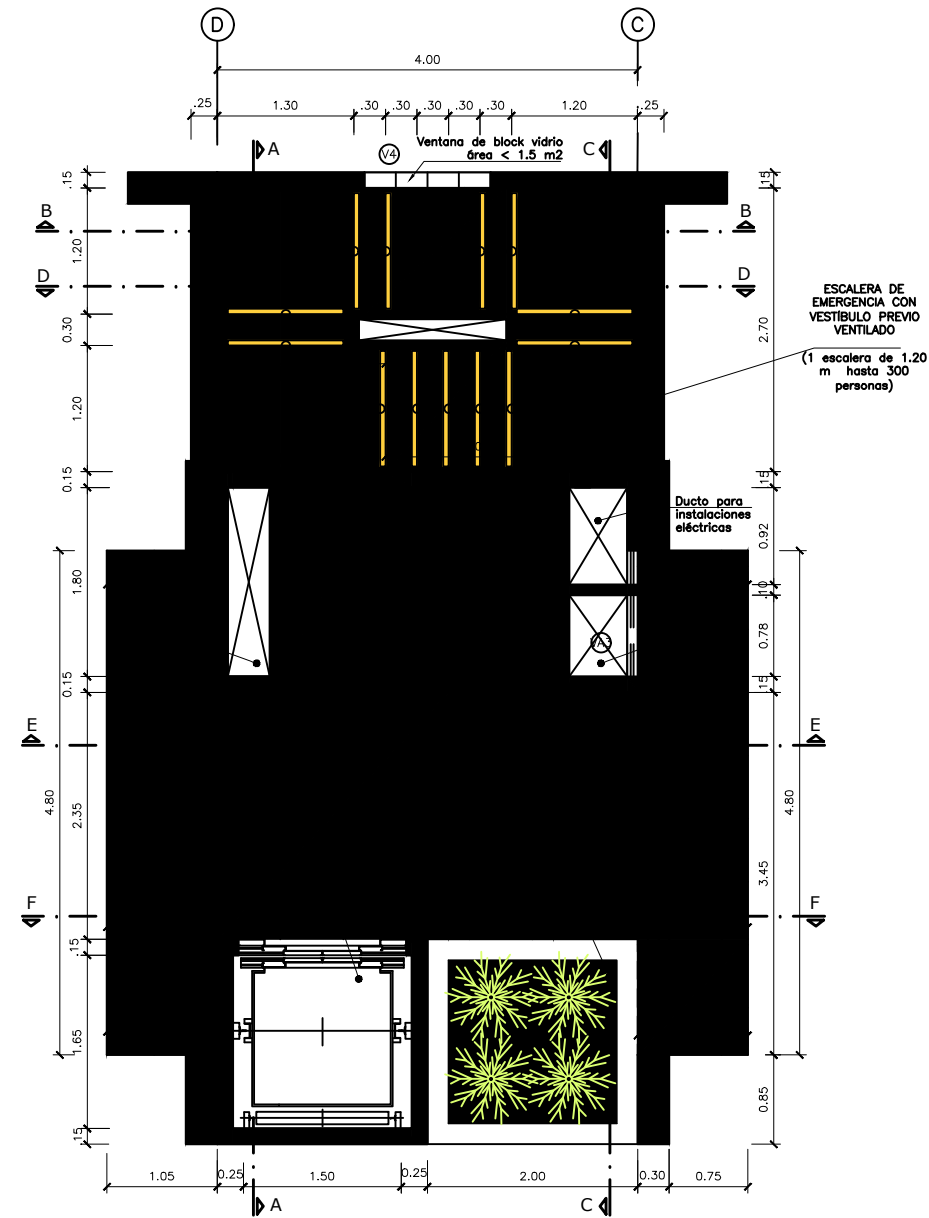 D
C
4.00
.25
1.30
.30
.30
.30
.30
.30
1.20
.25
A
V4
Ventana de block vidrio
área < 1.5 m2
C
.15
.15
B
B
1.20
D
D
0.30
2.70
ESCALERA DE
EMERGENCIA CON
VESTÍBULO PREVIO
VENTILADO
(1 escalera de 1.20
m hasta 300
personas)
1.20
0.15
.15
Ducto para
instalaciones
eléctricas
0.92
1.80
.10
0.78
VA3
0.15
.15
E
E
4.80
2.35
4.80
3.45
F
F
.15
1.65
0.85
.15
1.05
0.25
1.50
0.25
2.00
0.30
0.75
A
C